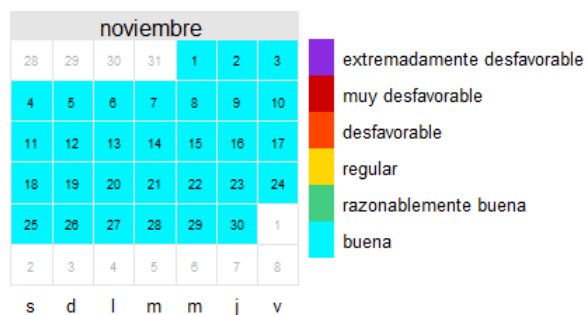 noviembre
28 29 30 31 1 2 3
4 5 6 7 8 9 10
11 12 13 14 15 16 17
18 19 20 21 22 23 24
25 26 27 28 29 30 1
2 3 4 5 6 7 8
s d l m m j v
extremadamente desfavorable
muy desfavorable
desfavorable
regular
razonablemente buena
buena